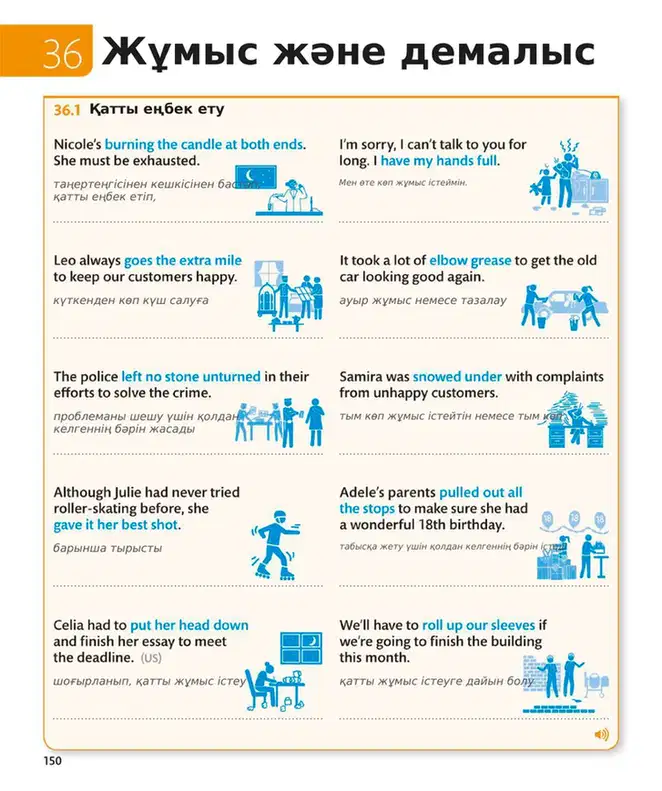 36 Жұмыс және демалыс
36.1 Қатты еңбек ету
Nicole's burning the candle at both ends.
She must be exhausted.
таңертеңгісінен кешкісінен бастап,
қатты еңбек етіп,
I'm sorry, I can't talk to you for
long. I have my hands full.
Мен өте көп жұмыс істеймін.
Leo always goes the extra mile
to keep our customers happy.
күткенден көп күш салуға
It took a lot of elbow grease to get the old
car looking good again.
ауыр жұмыс немесе тазалау
The police left no stone unturned in their
efforts to solve the crime.
проблеманы шешу үшін қолдан
келгеннің бәрін жасады
Samira was snowed under with complaints
from unhappy customers.
тым көп жұмыс істейтін немесе тым көп
Although Julie had never tried
roller-skating before, she
gave it her best shot.
барынша тырысты
Adele's parents pulled out all
the stops to make sure she had
a wonderful 18th birthday.
табысқа жету үшін қолдан келгеннің бәрін істеді
18 18 18
Celia had to put her head down
and finish her essay to meet
the deadline. (US)
шоғырланып, қатты жұмыс істеу
We'll have to roll up our sleeves if
we're going to finish the building
this month.
қатты жұмыс істеуге дайын болу
150